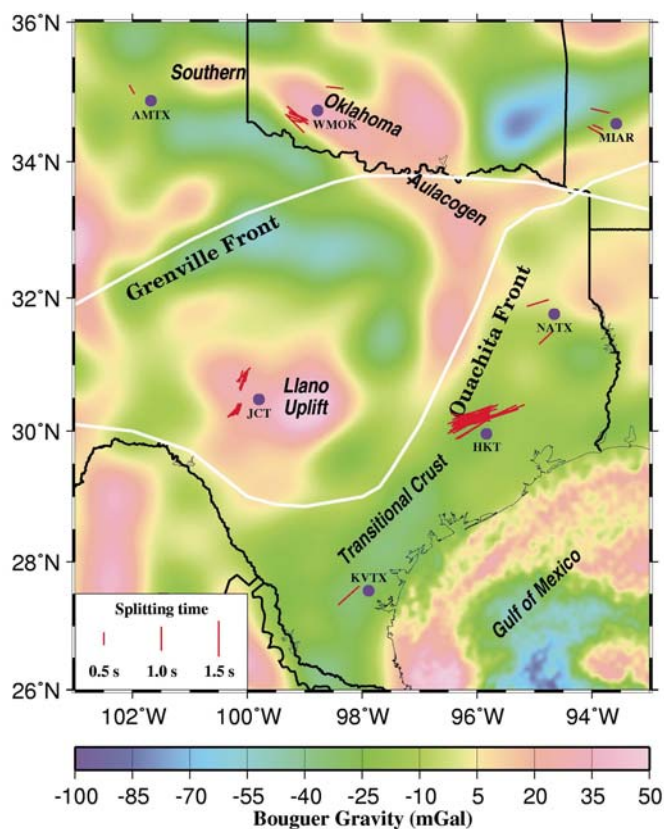 36°N
Southern
AMTX
Oklahoma
WMOK
MIAR
34°N
Aulacogen
Grenville Front
32°N
NATX
Ouachita Front
Llano
Uplift
JCT
30°N
HKT
Transitional Crust
28°N
KVTX
Gulf of Mexico
Splitting time
0.5 s 1.0 s 1.5 s
26°N
102°W 100°W 98°W 96°W 94°W
-100 -85 -70 -55 -40 -25 -10 5 20 35 50
Bouguer Gravity (mGal)